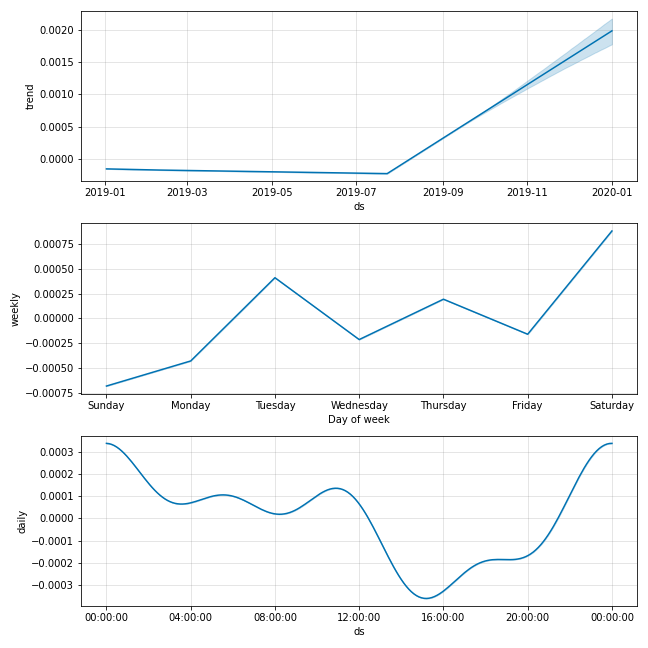 0.0020
0.0015
0.0010
0.0005
0.0000
trend
2019-01 2019-03 2019-05 2019-07 2019-09 2019-11 2020-01
ds
0.00075
0.00050
0.00025
0.00000
−0.00025
−0.00050
−0.00075
weekly
Sunday Monday Tuesday Wednesday Thursday Friday Saturday
Day of week
0.0003
0.0002
0.0001
0.0000
−0.0001
−0.0002
−0.0003
daily
00:00:00 04:00:00 08:00:00 12:00:00 16:00:00 20:00:00 00:00:00
ds